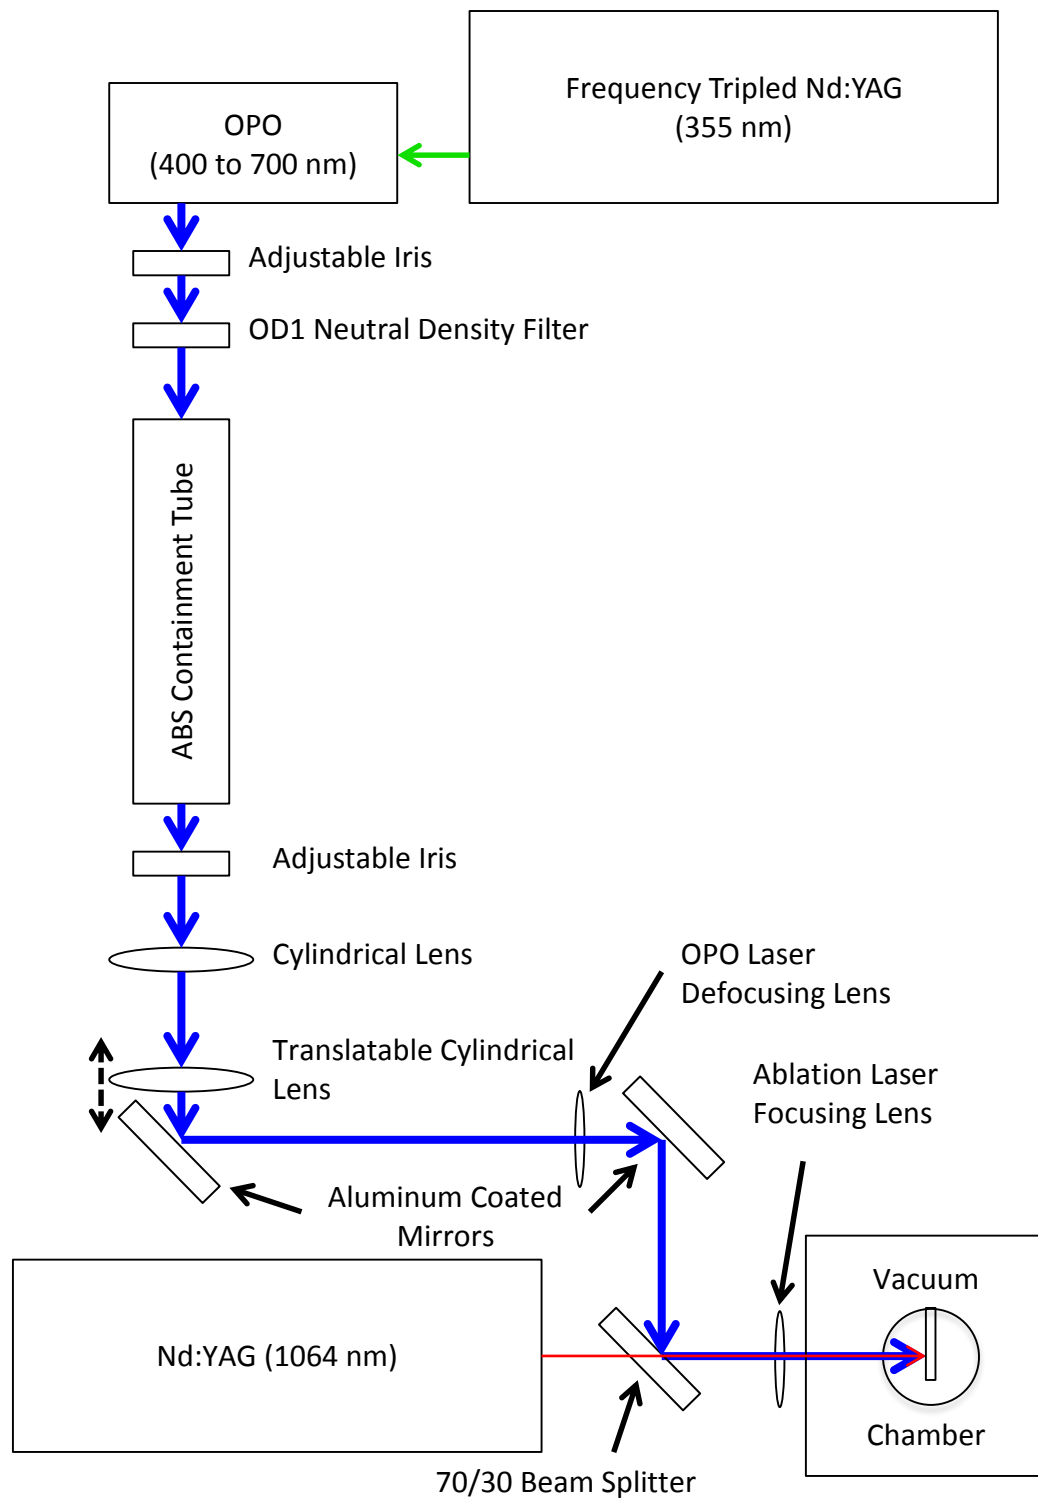 Frequency Tripled Nd:YAG
(355 nm)
OPO
(400 to 700 nm)
Adjustable Iris
OD1 Neutral Density Filter
ABS Containment Tube
Adjustable Iris
Cylindrical Lens
OPO Laser
Defocusing Lens
Translatable Cylindrical
Lens
Ablation Laser
Focusing Lens
Aluminum Coated
Mirrors
Vacuum
Nd:YAG (1064 nm)
Chamber
70/30 Beam Splitter